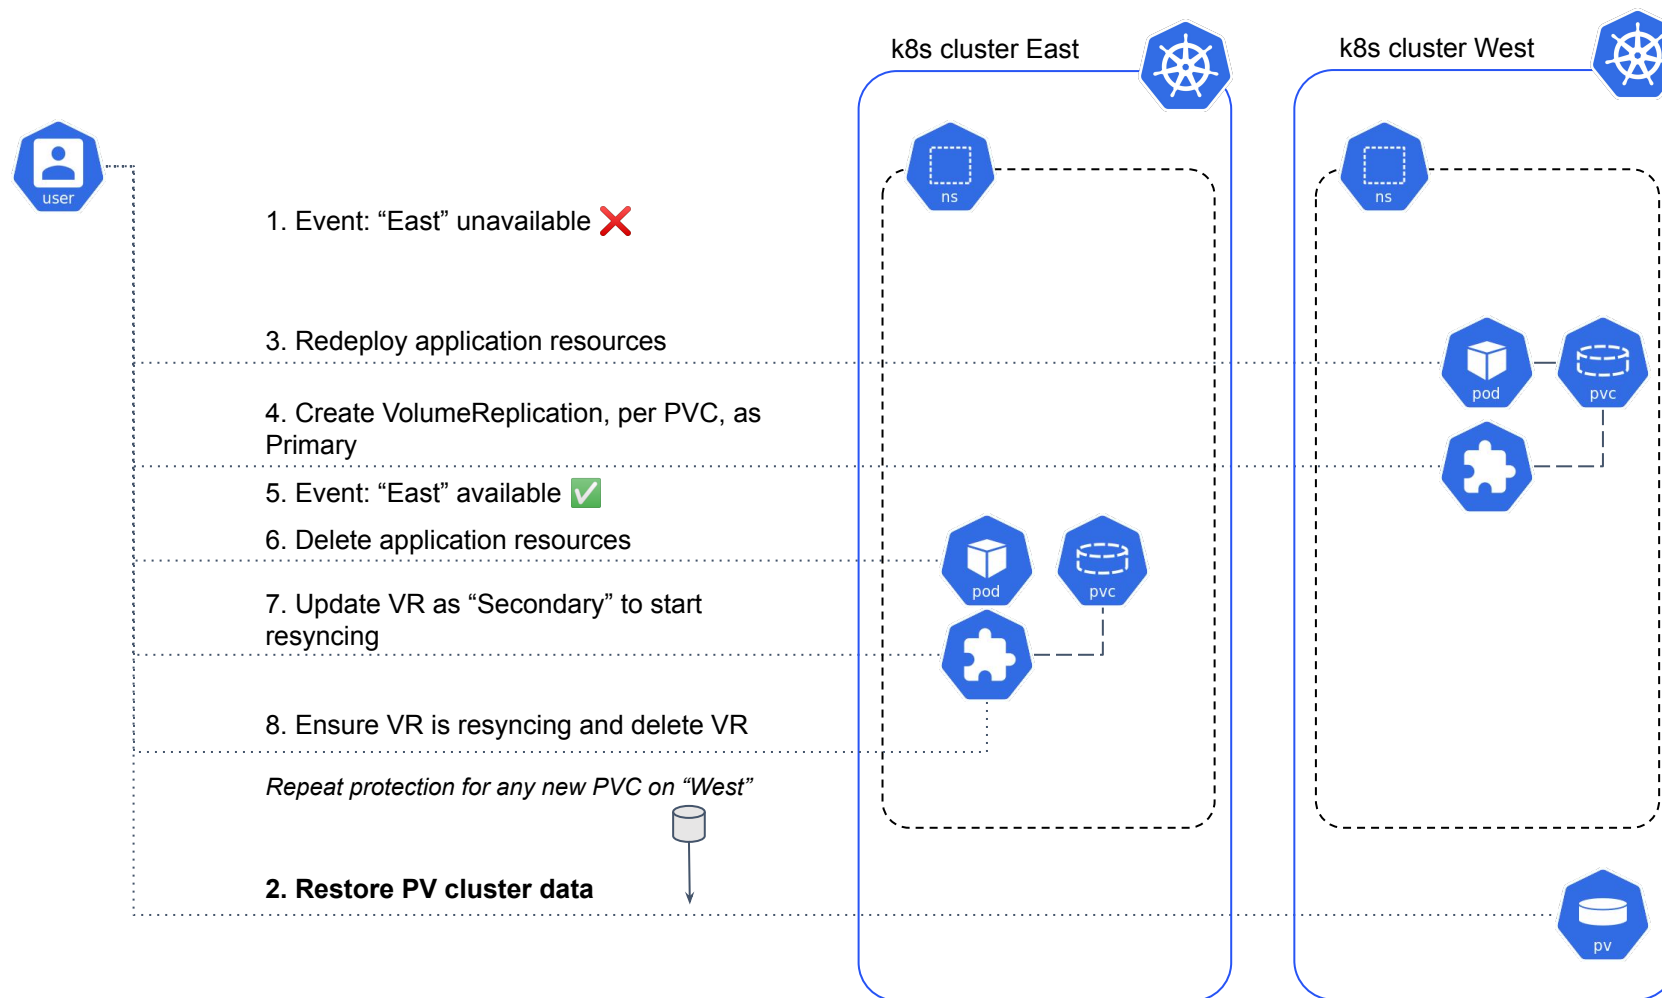 k8s cluster East
k8s cluster West
user
ns
ns
1. Event: “East” unavailable ❌
3. Redeploy application resources
pod
pvc
4. Create VolumeReplication, per PVC, as
Primary
5. Event: “East” available ✅
6. Delete application resources
pod
pvc
7. Update VR as “Secondary” to start
resyncing
8. Ensure VR is resyncing and delete VR
Repeat protection for any new PVC on “West”
2. Restore PV cluster data
pv